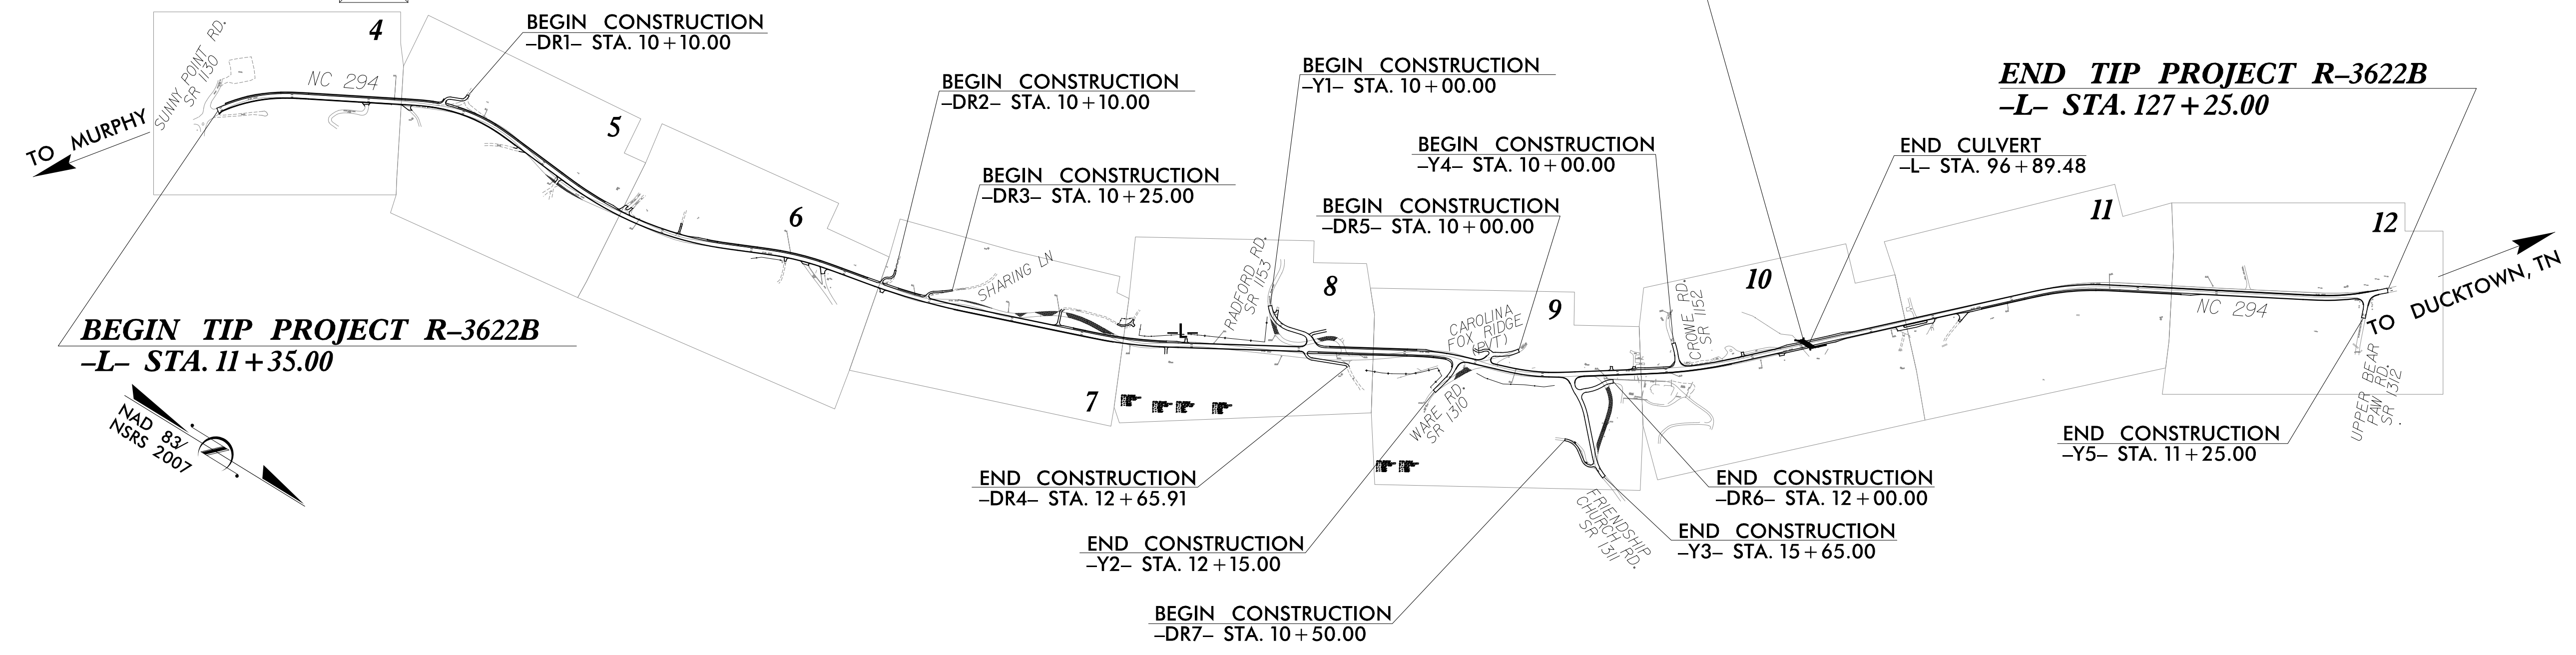 4
BEGIN CONSTRUCTION
–DR1– STA. 10+10.00
SUNNY POINT RD.
SR 1130
NC 294
TO MURPHY
5
BEGIN CONSTRUCTION
–DR2– STA. 10+10.00
BEGIN CONSTRUCTION
–Y1– STA. 10+00.00
END TIP PROJECT R–3622B
–L– STA. 127+25.00
BEGIN CONSTRUCTION
–Y4– STA. 10+00.00
END CULVERT
–L– STA. 96+89.48
BEGIN CONSTRUCTION
–DR3– STA. 10+25.00
BEGIN CONSTRUCTION
–DR5– STA. 10+00.00
6
SHARING LN
RADFORD RD.
SR 1153
8
CAROLINA
FOX RIDGE
(PVT)
9
CROWE RD.
SR 1152
10
11
12
NC 294
TO DUCKTOWN, TN
UPPER BEAR
PAW RD.
SR 1312
BEGIN TIP PROJECT R–3622B
–L– STA. 11+35.00
NAD 83/
NSRS 2007
7
WARE RD.
SR 1310
END CONSTRUCTION
–Y5– STA. 11+25.00
END CONSTRUCTION
–DR4– STA. 12+65.91
END CONSTRUCTION
–DR6– STA. 12+00.00
FRIENDSHIP
CHURCH RD.
SR 1311
END CONSTRUCTION
–Y3– STA. 15+65.00
END CONSTRUCTION
–Y2– STA. 12+15.00
BEGIN CONSTRUCTION
–DR7– STA. 10+50.00